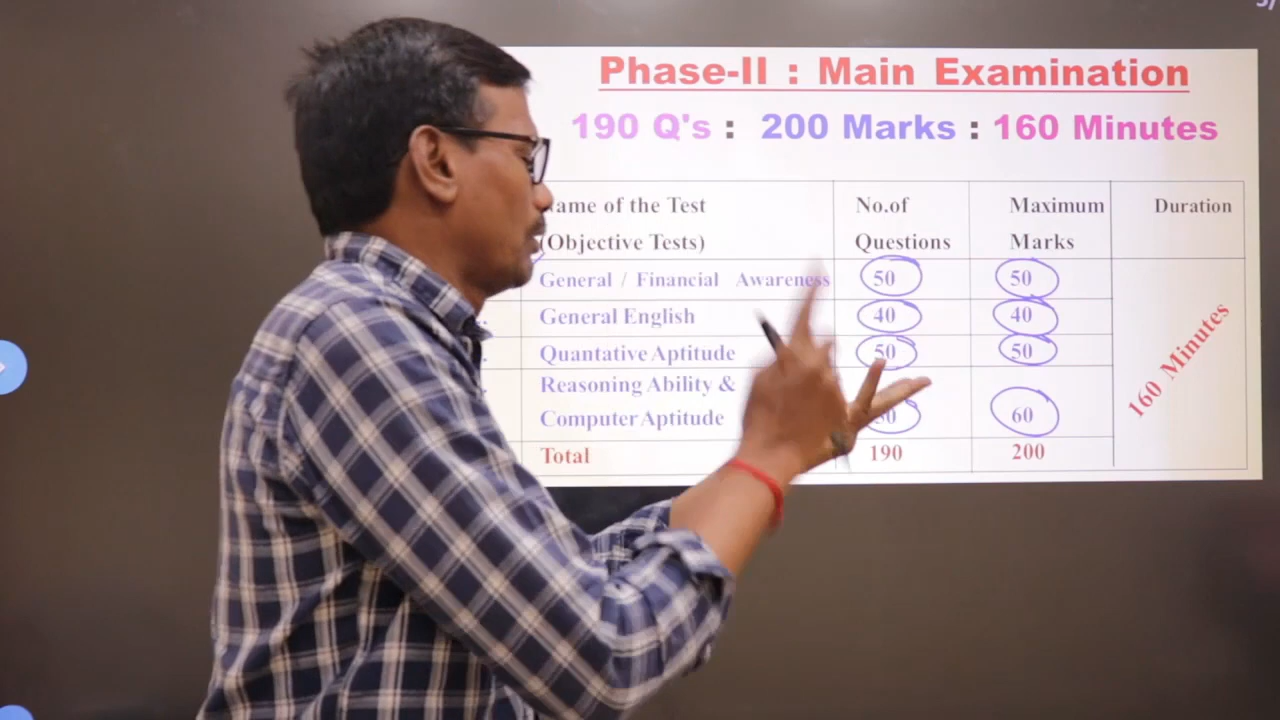 Phase-II : Main Examination
190 Q's : 200 Marks : 160 Minutes
ame of the Test No.of Maximum Duration
(Objective Tests) Questions Marks
General / Financial Awareness 50 50
General English 40 40
Quantative Aptitude 50 50
Reasoning Ability &
Computer Aptitude 60
160 Minutes
Total 190 200